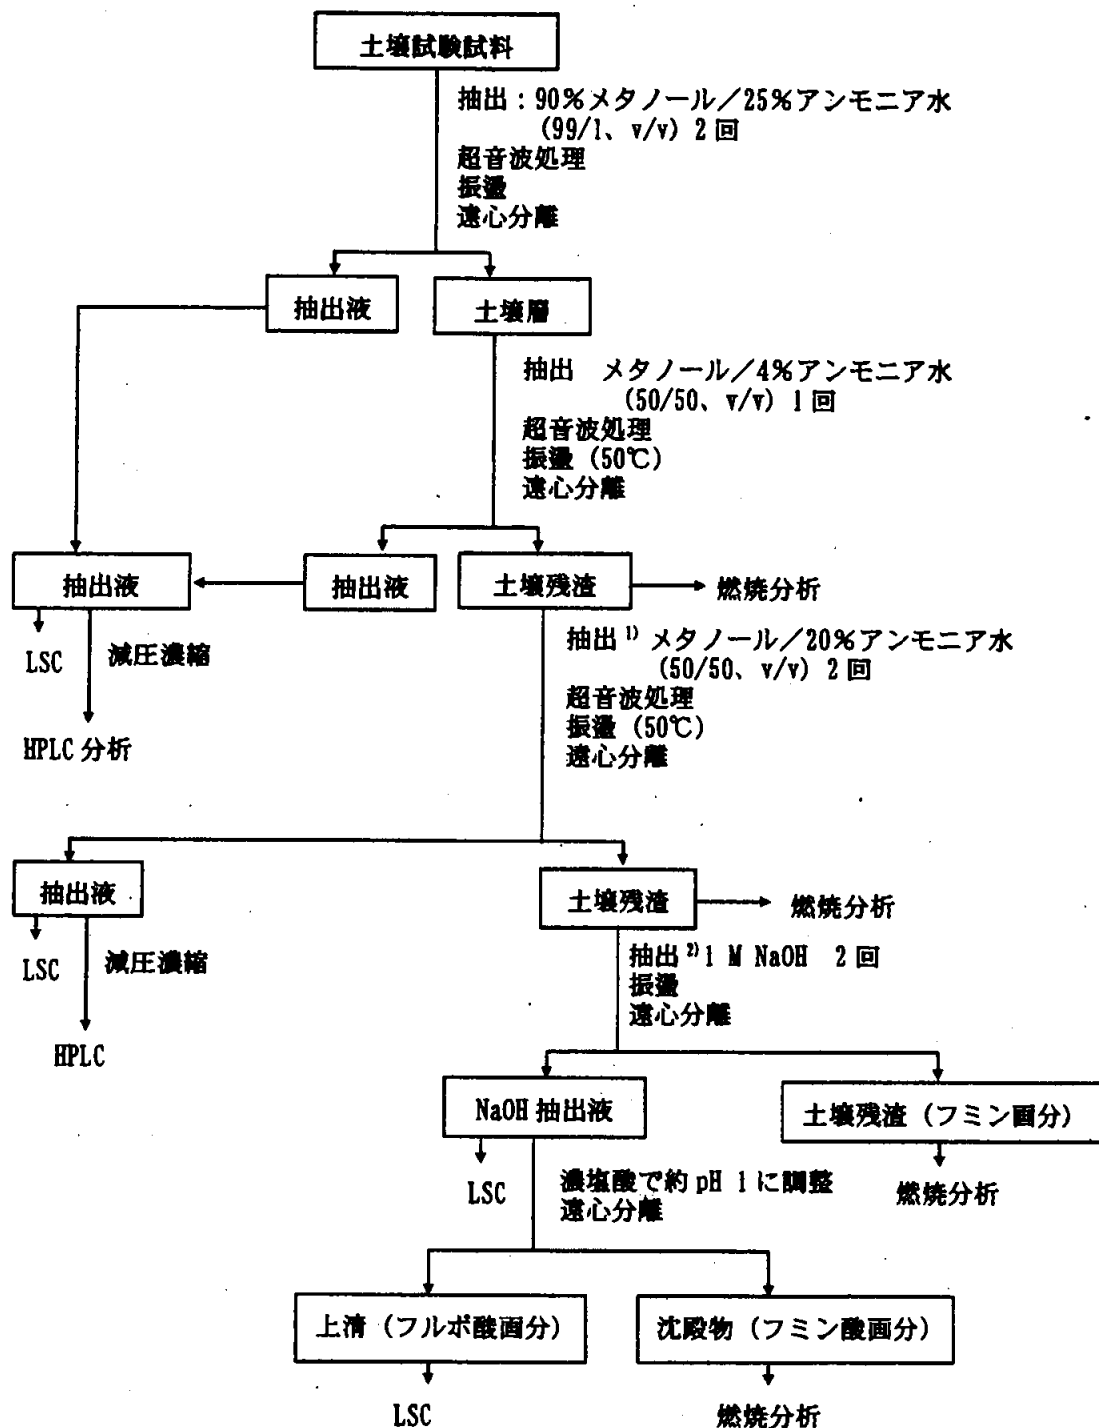 土壌試験試料
抽出：90%メタノール／25%アンモニア水
(99/1、v/v) 2 回
超音波処理
振盪
遠心分離
抽出液
土壌層
抽出　メタノール／4%アンモニア水
(50/50、v/v) 1 回
超音波処理
振盪 (50℃)
遠心分離
抽出液
抽出液
土壌残渣
燃焼分析
LSC
減圧濃縮
HPLC 分析
抽出 1) メタノール／20%アンモニア水
(50/50、v/v) 2 回
超音波処理
振盪 (50℃)
遠心分離
抽出液
土壌残渣
燃焼分析
LSC
減圧濃縮
HPLC
抽出 2) 1 M NaOH　2 回
振盪
遠心分離
NaOH 抽出液
土壌残渣（フミン画分）
LSC
濃塩酸で約 pH 1 に調整
遠心分離
燃焼分析
上清（フルボ酸画分）
沈殿物（フミン酸画分）
LSC
燃焼分析